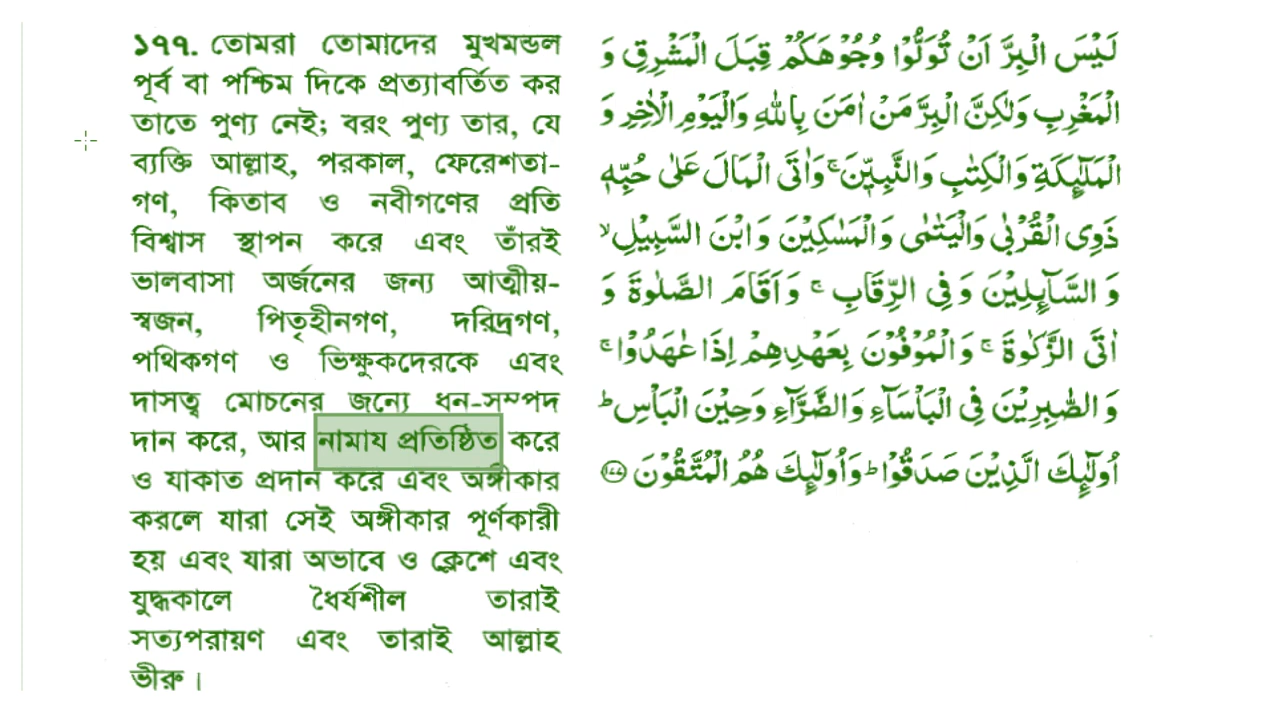 ১৭৭. তোমরা তোমাদের মুখমন্ডল
পূর্ব বা পশ্চিম দিকে প্রত্যাবর্তিত কর
তাতে পুণ্য নেই; বরং পুণ্য তার, যে
ব্যক্তি আল্লাহ, পরকাল, ফেরেশতা-
গণ, কিতাব ও নবীগণের প্রতি
বিশ্বাস স্থাপন করে এবং তাঁরই
ভালবাসা অর্জনের জন্য আত্মীয়-
স্বজন, পিতৃহীনগণ, দরিদ্রগণ,
পথিকগণ ও ভিক্ষুকদেরকে এবং
দাসত্ব মোচনের জন্যে ধন-সম্পদ
দান করে, আর নামায প্রতিষ্ঠিত করে
ও যাকাত প্রদান করে এবং অঙ্গীকার
করলে যারা সেই অঙ্গীকার পূর্ণকারী
হয় এবং যারা অভাবে ও ক্লেশে এবং
যুদ্ধকালে ধৈর্যশীল তারাই
সত্যপরায়ণ এবং তারাই আল্লাহ
ভীরু।
لَيْسَ الْبِرَّ اَنْ تُوَلُّوْا وُجُوْهَكُمْ قِبَلَ الْمَشْرِقِ وَ
الْمَغْرِبِ وَلٰكِنَّ الْبِرَّ مَنْ اٰمَنَ بِاللّٰهِ وَالْيَوْمِ الْاٰخِرِ وَ
الْمَلٰٓئِكَةِ وَالْكِتٰبِ وَالنَّبِيّٖنَ ۚ وَاٰتَى الْمَالَ عَلٰى حُبِّهٖ
ذَوِى الْقُرْبٰى وَالْيَتٰمٰى وَالْمَسٰكِيْنَ وَابْنَ السَّبِيْلِ ۙ
وَ السَّآئِلِيْنَ وَفِى الرِّقَابِ ۚ وَاَقَامَ الصَّلٰوةَ وَ
اٰتَى الزَّكٰوةَ ۚ وَالْمُوْفُوْنَ بِعَهْدِهِمْ اِذَا عٰهَدُوْا ۚ
وَ الصّٰبِرِيْنَ فِى الْبَاْسَآءِ وَالضَّرَّآءِ وَحِيْنَ الْبَاْسِ ؕ
اُولٰٓئِكَ الَّذِيْنَ صَدَقُوْا ؕ وَاُولٰٓئِكَ هُمُ الْمُتَّقُوْنَ ۝۱۷۷